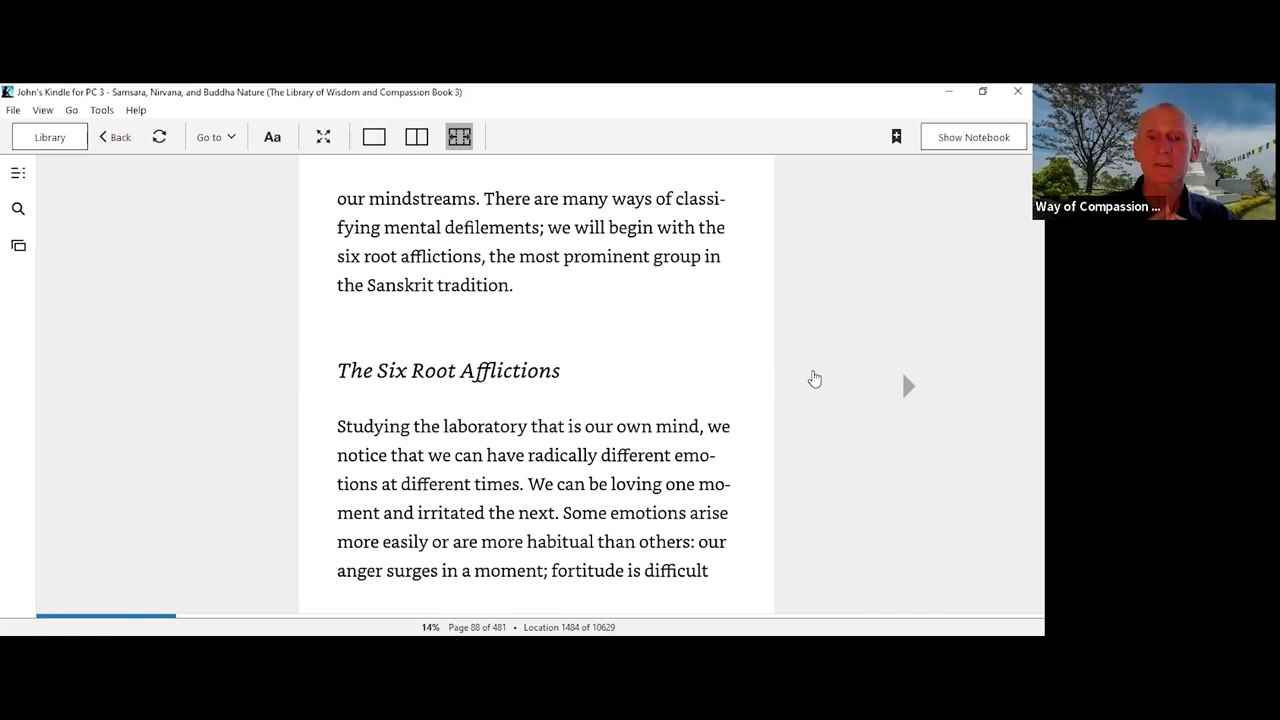 John's Kindle for PC 3 - Samsara, Nirvana, and Buddha Nature (The Library of Wisdom and Compassion Book 3)
File View Go Tools Help
Library Back Go to Aa Show Notebook
Way of Compassion ...
our mindstreams. There are many ways of classi-
fying mental defilements; we will begin with the
six root afflictions, the most prominent group in
the Sanskrit tradition.
The Six Root Afflictions
Studying the laboratory that is our own mind, we
notice that we can have radically different emo-
tions at different times. We can be loving one mo-
ment and irritated the next. Some emotions arise
more easily or are more habitual than others: our
anger surges in a moment; fortitude is difficult
14% Page 88 of 481 • Location 1484 of 10629